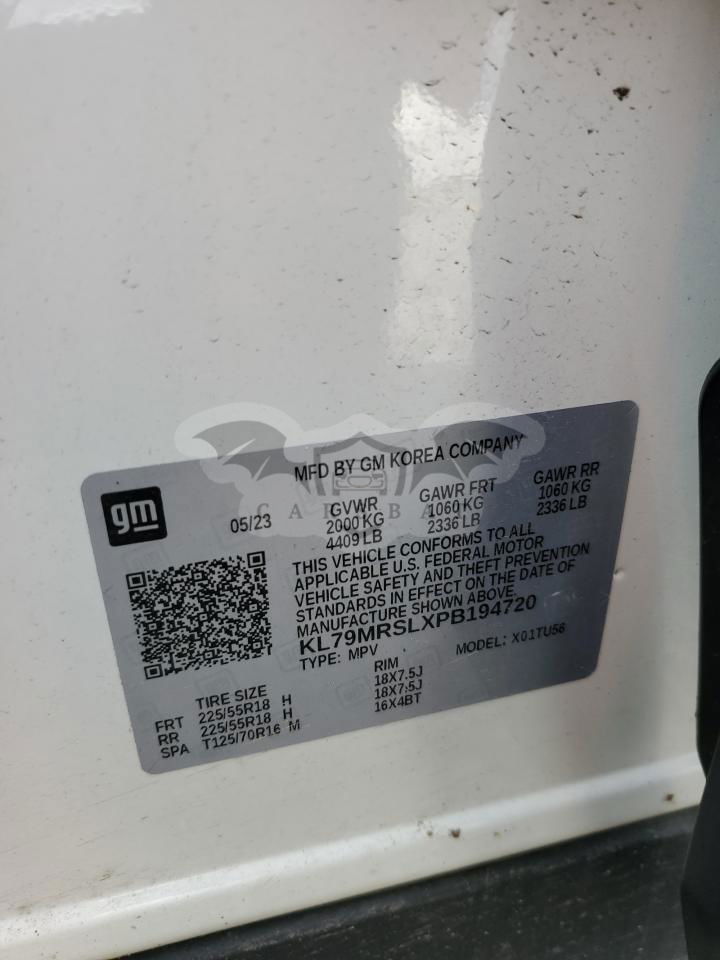 MFD BY GM KOREA COMPANY
gm
05/23
GVWR GAWR FRT GAWR RR
2000 KG 1060 KG 1060 KG
4409 LB 2336 LB 2336 LB
THIS VEHICLE CONFORMS TO ALL
APPLICABLE U.S. FEDERAL MOTOR
VEHICLE SAFETY AND THEFT PREVENTION
STANDARDS IN EFFECT ON THE DATE OF
MANUFACTURE SHOWN ABOVE.
KL79MRSLXPB194720
TYPE: MPV MODEL: X01TU56
TIRE SIZE RIM
FRT 225/55R18 H 18X7.5J
RR 225/55R18 H 18X7.5J
SPA T125/70R16 M 16X4BT